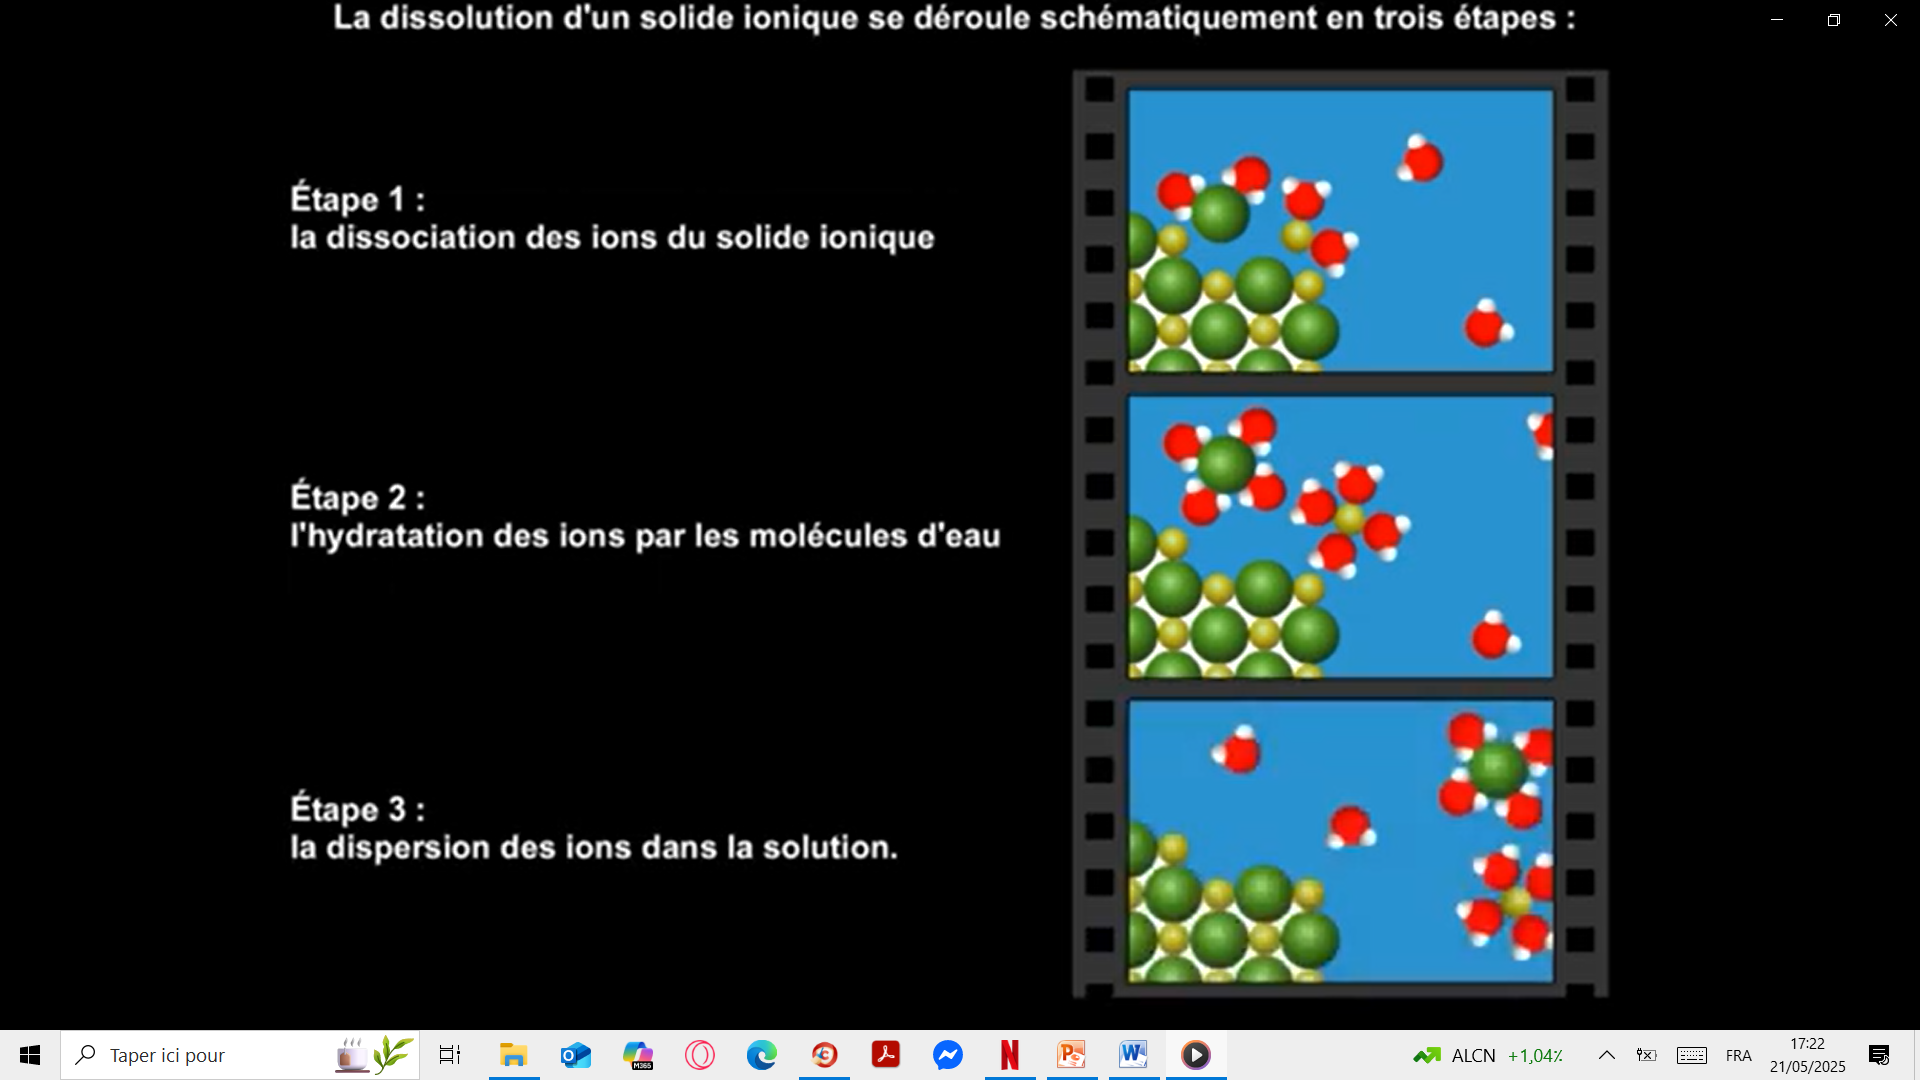 La dissolution d'un solide ionique se déroule schématiquement en trois étapes :
Étape 1 :
la dissociation des ions du solide ionique
Étape 2 :
l'hydratation des ions par les molécules d'eau
Étape 3 :
la dispersion des ions dans la solution.
Taper ici pour
M365
ALCN +1,04%
FRA
17:22
21/05/2025